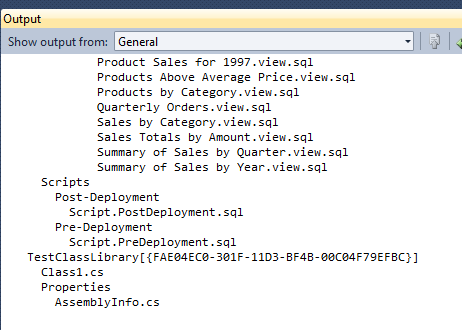 Output
Show output from: General
Product Sales for 1997.view.sql
Products Above Average Price.view.sql
Products by Category.view.sql
Quarterly Orders.view.sql
Sales by Category.view.sql
Sales Totals by Amount.view.sql
Summary of Sales by Quarter.view.sql
Summary of Sales by Year.view.sql
Scripts
Post-Deployment
Script.PostDeployment.sql
Pre-Deployment
Script.PreDeployment.sql
TestClassLibrary[{FAE04EC0-301F-11D3-BF4B-00C04F79EFBC}]
Class1.cs
Properties
AssemblyInfo.cs